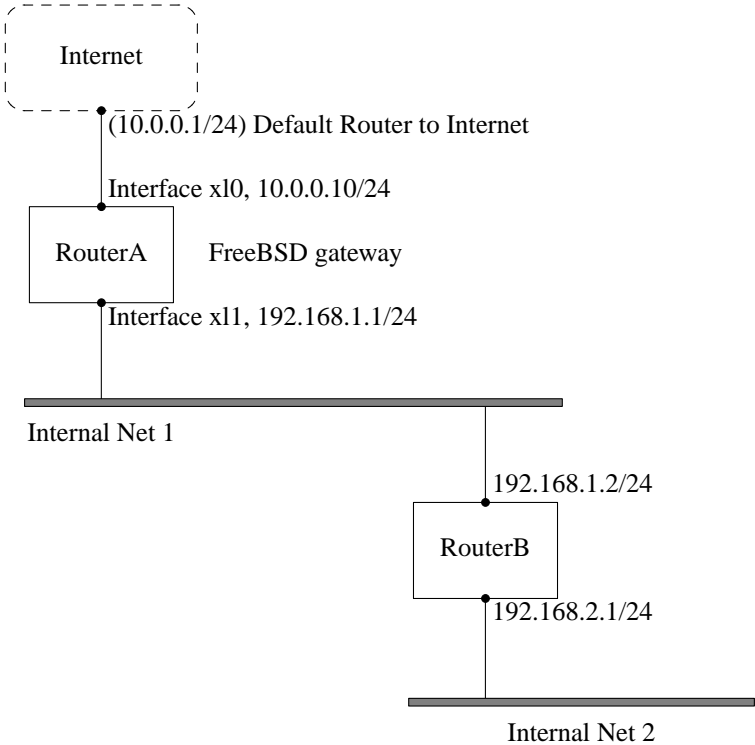 Internet
(10.0.0.1/24) Default Router to Internet
Interface xl0, 10.0.0.10/24
RouterA
FreeBSD gateway
Interface xl1, 192.168.1.1/24
Internal Net 1
192.168.1.2/24
RouterB
192.168.2.1/24
Internal Net 2